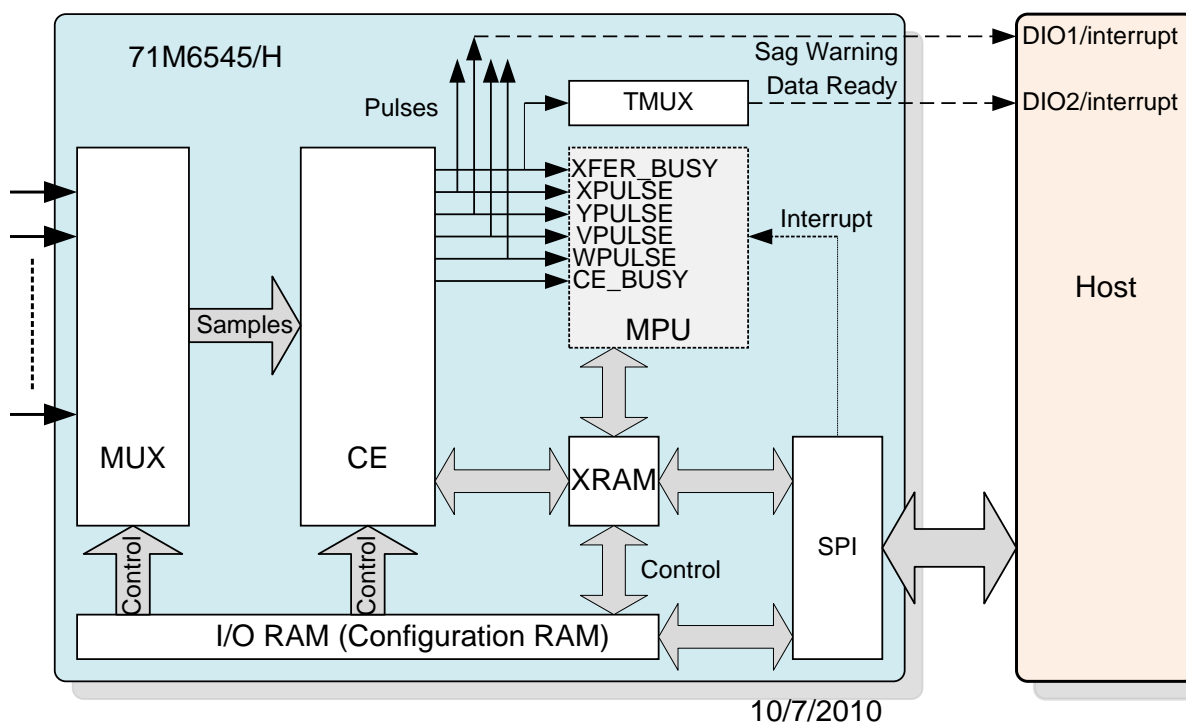 71M6545/H
DIO1/interrupt
Sag Warning
Data Ready
Pulses
TMUX
DIO2/interrupt
XFER_BUSY
XPULSE
YPULSE
VPULSE
WPULSE
CE_BUSY
MPU
Interrupt
Host
Samples
MUX
CE
XRAM
SPI
Control
Control
Control
I/O RAM (Configuration RAM)
10/7/2010